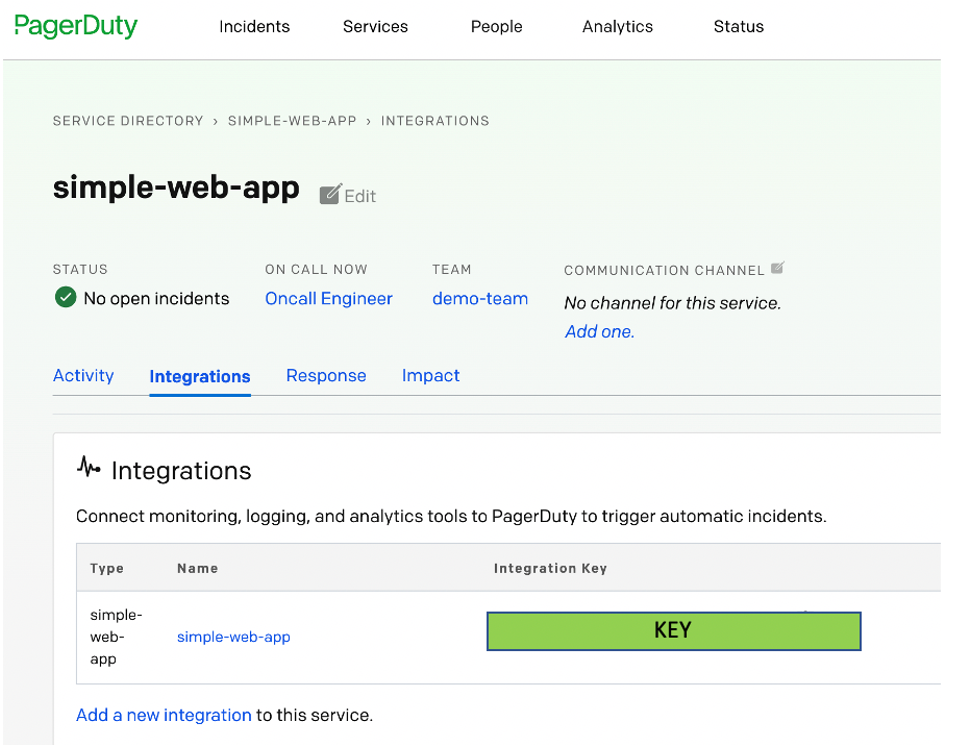 PagerDuty Incidents Services People Analytics Status
SERVICE DIRECTORY › SIMPLE-WEB-APP › INTEGRATIONS
simple-web-app Edit
STATUS ON CALL NOW TEAM COMMUNICATION CHANNEL
No open incidents Oncall Engineer demo-team No channel for this service.
Add one.
Activity Integrations Response Impact
Integrations
Connect monitoring, logging, and analytics tools to PagerDuty to trigger automatic incidents.
Type Name Integration Key
simple-
web-
app
simple-web-app
KEY
Add a new integration to this service.